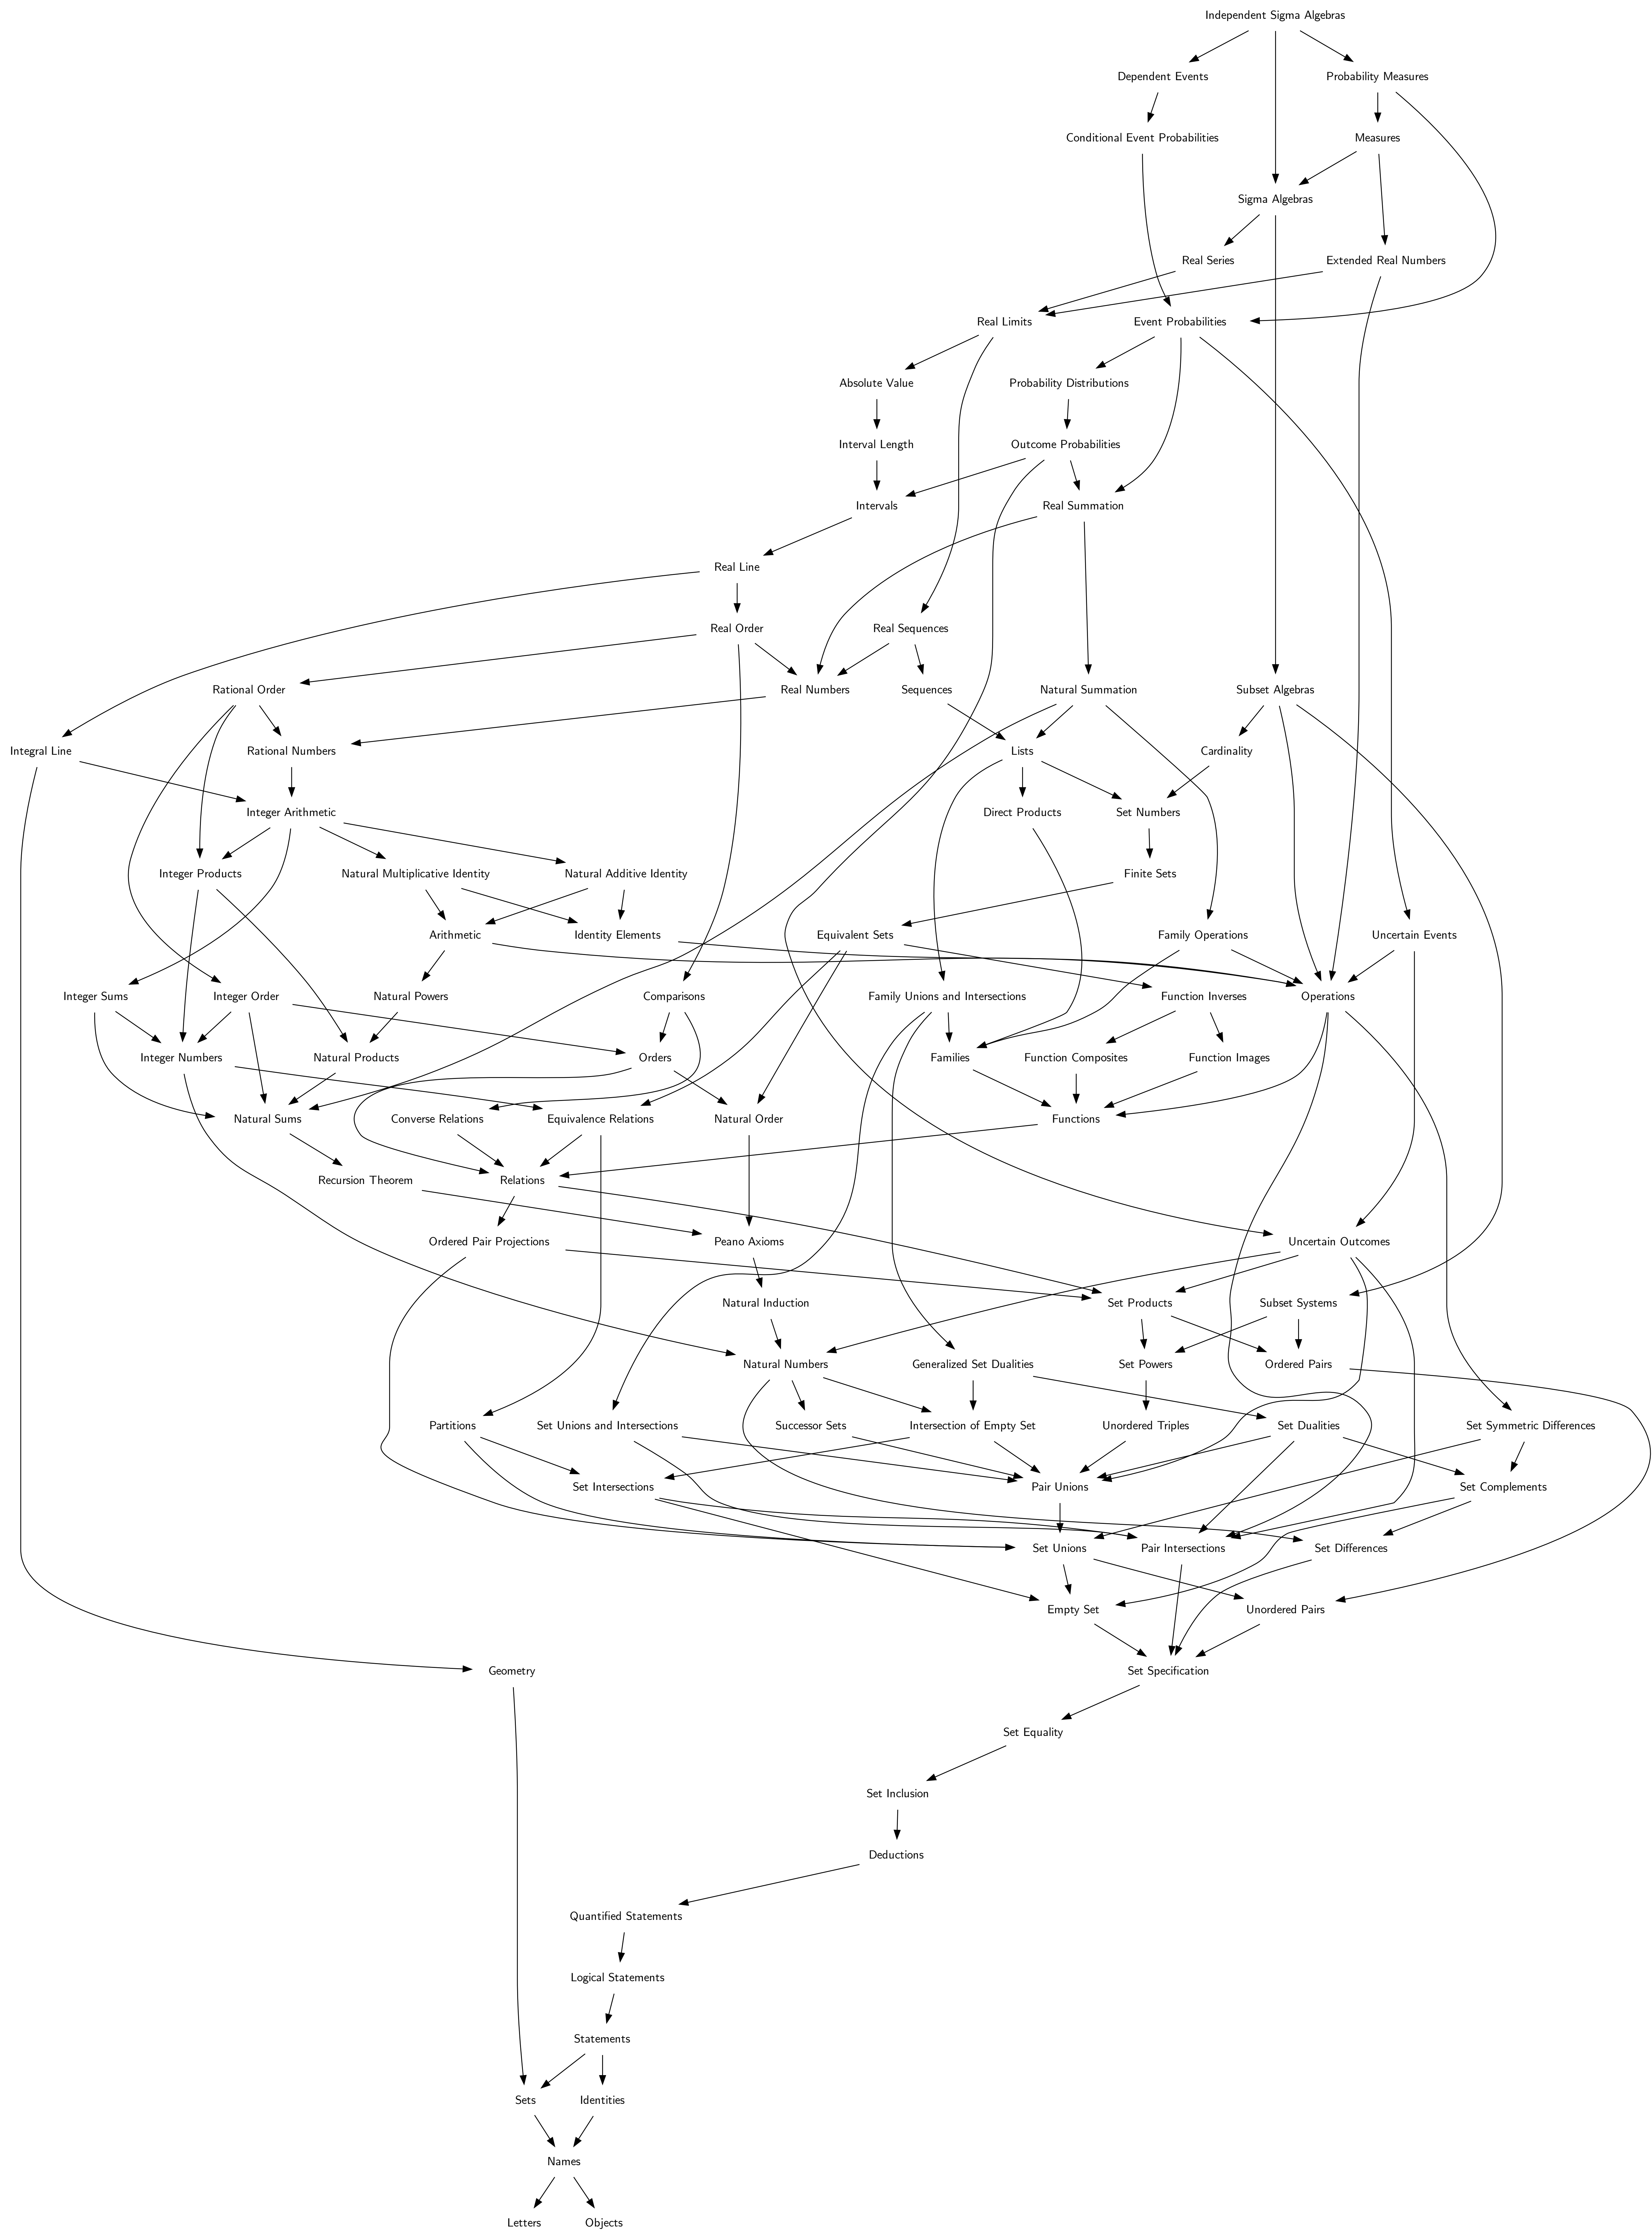 Independent Sigma Algebras
Dependent Events
Probability Measures
Conditional Event Probabilities
Measures
Sigma Algebras
Real Series
Extended Real Numbers
Real Limits
Event Probabilities
Absolute Value
Probability Distributions
Interval Length
Outcome Probabilities
Intervals
Real Summation
Real Line
Real Order
Real Sequences
Rational Order
Real Numbers
Sequences
Natural Summation
Subset Algebras
Integral Line
Rational Numbers
Lists
Cardinality
Integer Arithmetic
Direct Products
Set Numbers
Integer Products
Natural Multiplicative Identity
Natural Additive Identity
Finite Sets
Arithmetic
Identity Elements
Equivalent Sets
Family Operations
Uncertain Events
Integer Sums
Integer Order
Natural Powers
Comparisons
Family Unions and Intersections
Function Inverses
Operations
Integer Numbers
Natural Products
Orders
Families
Function Composites
Function Images
Natural Sums
Converse Relations
Equivalence Relations
Natural Order
Functions
Recursion Theorem
Relations
Ordered Pair Projections
Peano Axioms
Uncertain Outcomes
Natural Induction
Set Products
Subset Systems
Natural Numbers
Generalized Set Dualities
Set Powers
Ordered Pairs
Partitions
Set Unions and Intersections
Successor Sets
Intersection of Empty Set
Unordered Triples
Set Dualities
Set Symmetric Differences
Set Intersections
Pair Unions
Set Complements
Set Unions
Pair Intersections
Set Differences
Empty Set
Unordered Pairs
Geometry
Set Specification
Set Equality
Set Inclusion
Deductions
Quantified Statements
Logical Statements
Statements
Sets
Identities
Names
Letters
Objects